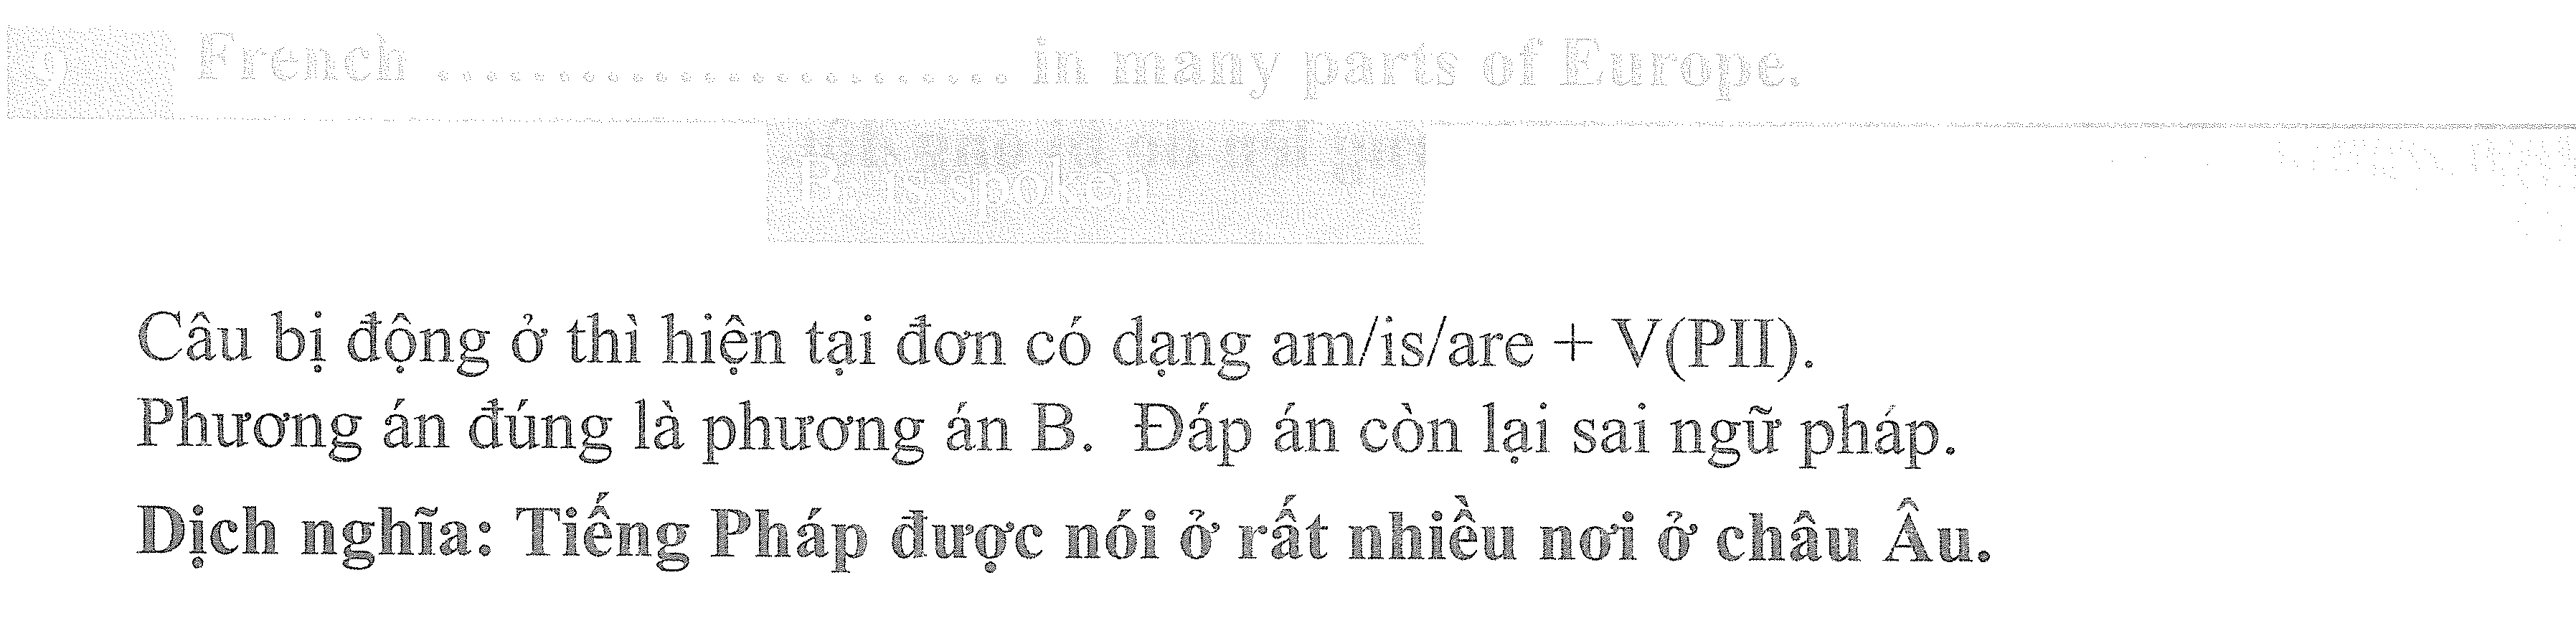 9 French ........................ in many parts of Europe.
B. is spoken
Câu bị động ở thì hiện tại đơn có dạng am/is/are + V(PII).
Phương án đúng là phương án B. Đáp án còn lại sai ngữ pháp.
Dịch nghĩa: Tiếng Pháp được nói ở rất nhiều nơi ở châu Âu.